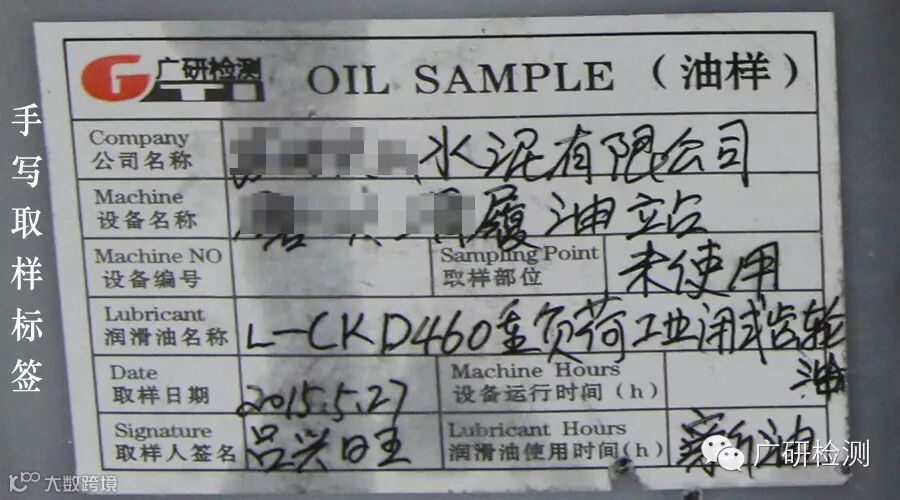 手写取样标签
广研检测 OIL SAMPLE (油样)
Company
公司名称 水泥有限公司
Machine
设备名称 履油站
Machine NO
设备编号
Sampling Point
取样部位 未使用
Lubricant
润滑油名称 L-CKD460重负荷工业闭式齿轮油
Date
取样日期 2015.5.27
Machine Hours
设备运行时间(h)
Signature
取样人签名 吕兴旺
Lubricant Hours
润滑油使用时间(h) 新油
广研检测
大数跨境